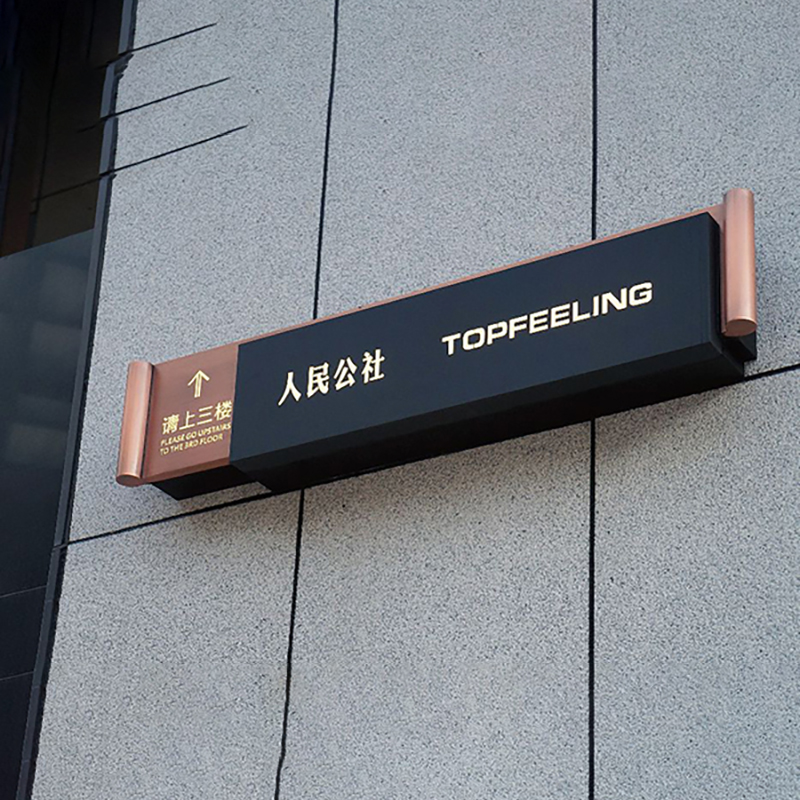 请上三楼
PLEASE GO UPSTAIRS
TO THE 3RD FLOOR
人民公社
TOPFEELING